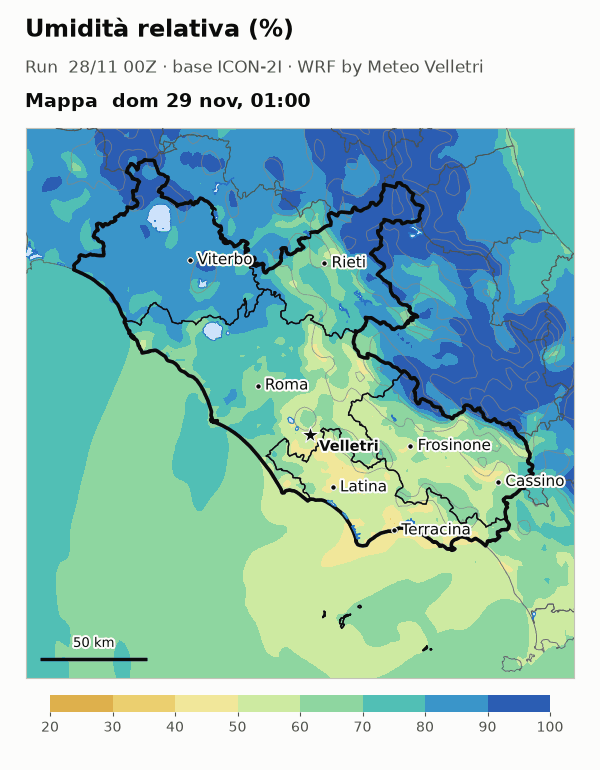 Umidità relativa (%)
Run  28/11 00Z · base ICON-2I · WRF by Meteo Velletri
Mappa  dom 29 nov, 01:00
Viterbo
Rieti
Roma
Velletri
Frosinone
Latina
Cassino
Terracina
50 km
20 30 40 50 60 70 80 90 100